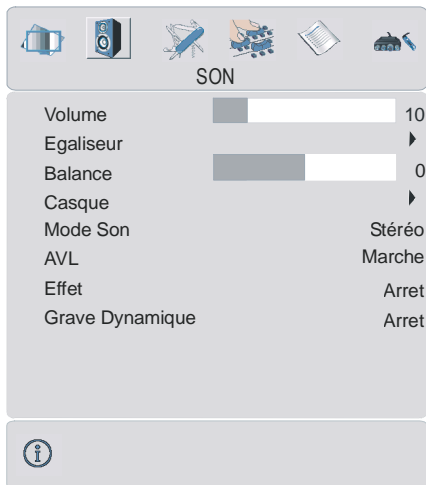 SON
Volume 10
Egaliseur
Balance 0
Casque
Mode Son Stéréo
AVL Marche
Effet Arret
Grave Dynamique Arret